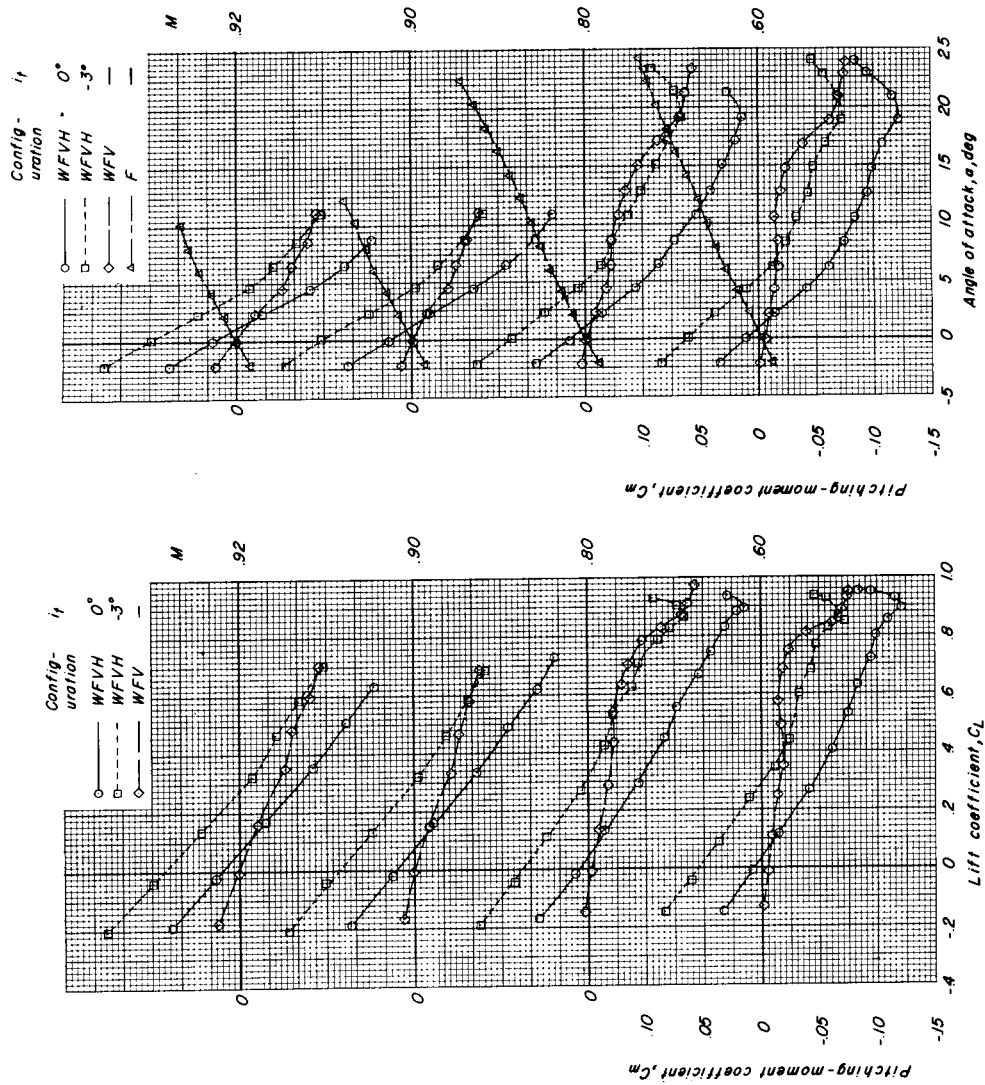 Config-
uration
i_t
WFVH 0°
WFVH -3°
WFV —
F —
M
.92
.90
.80
.60
0
0
0
.10
.05
0
-.05
-.10
-.15
Pitching-moment coefficient, Cm
-5 0 5 10 15 20 25
Angle of attack, a, deg
Config-
uration
i_t
WFVH 0°
WFVH -3°
WFV —
M
.92
.90
.80
.60
0
0
0
.10
.05
0
-.05
-.10
-.15
Pitching-moment coefficient, Cm
-.4 -.2 0 .2 .4 .6 .8 1.0
Lift coefficient, CL